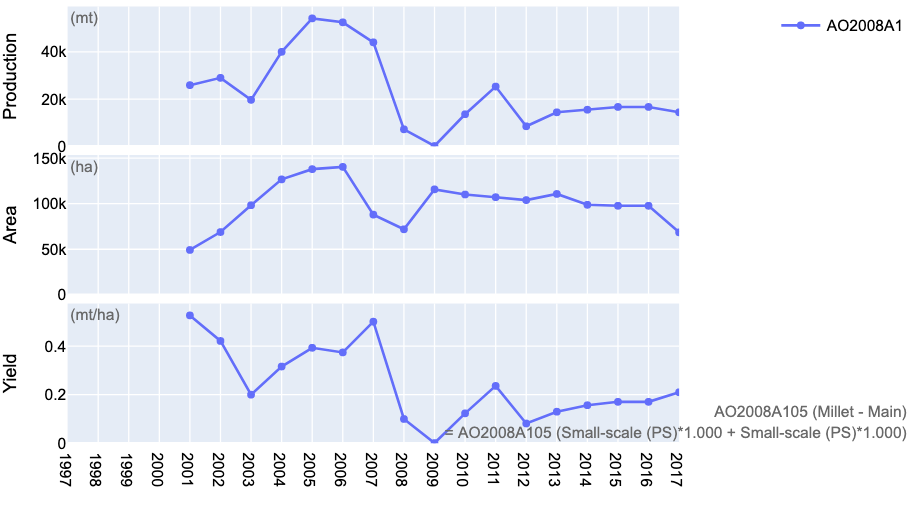 (mt)
AO2008A1
Production
40k
20k
0
(ha)
Area
150k
100k
50k
0
(mt/ha)
Yield
0.4
0.2
0
AO2008A105 (Millet - Main)
= AO2008A105 (Small-scale (PS)*1.000 + Small-scale (PS)*1.000)
1997
1998
1999
2000
2001
2002
2003
2004
2005
2006
2007
2008
2009
2010
2011
2012
2013
2014
2015
2016
2017